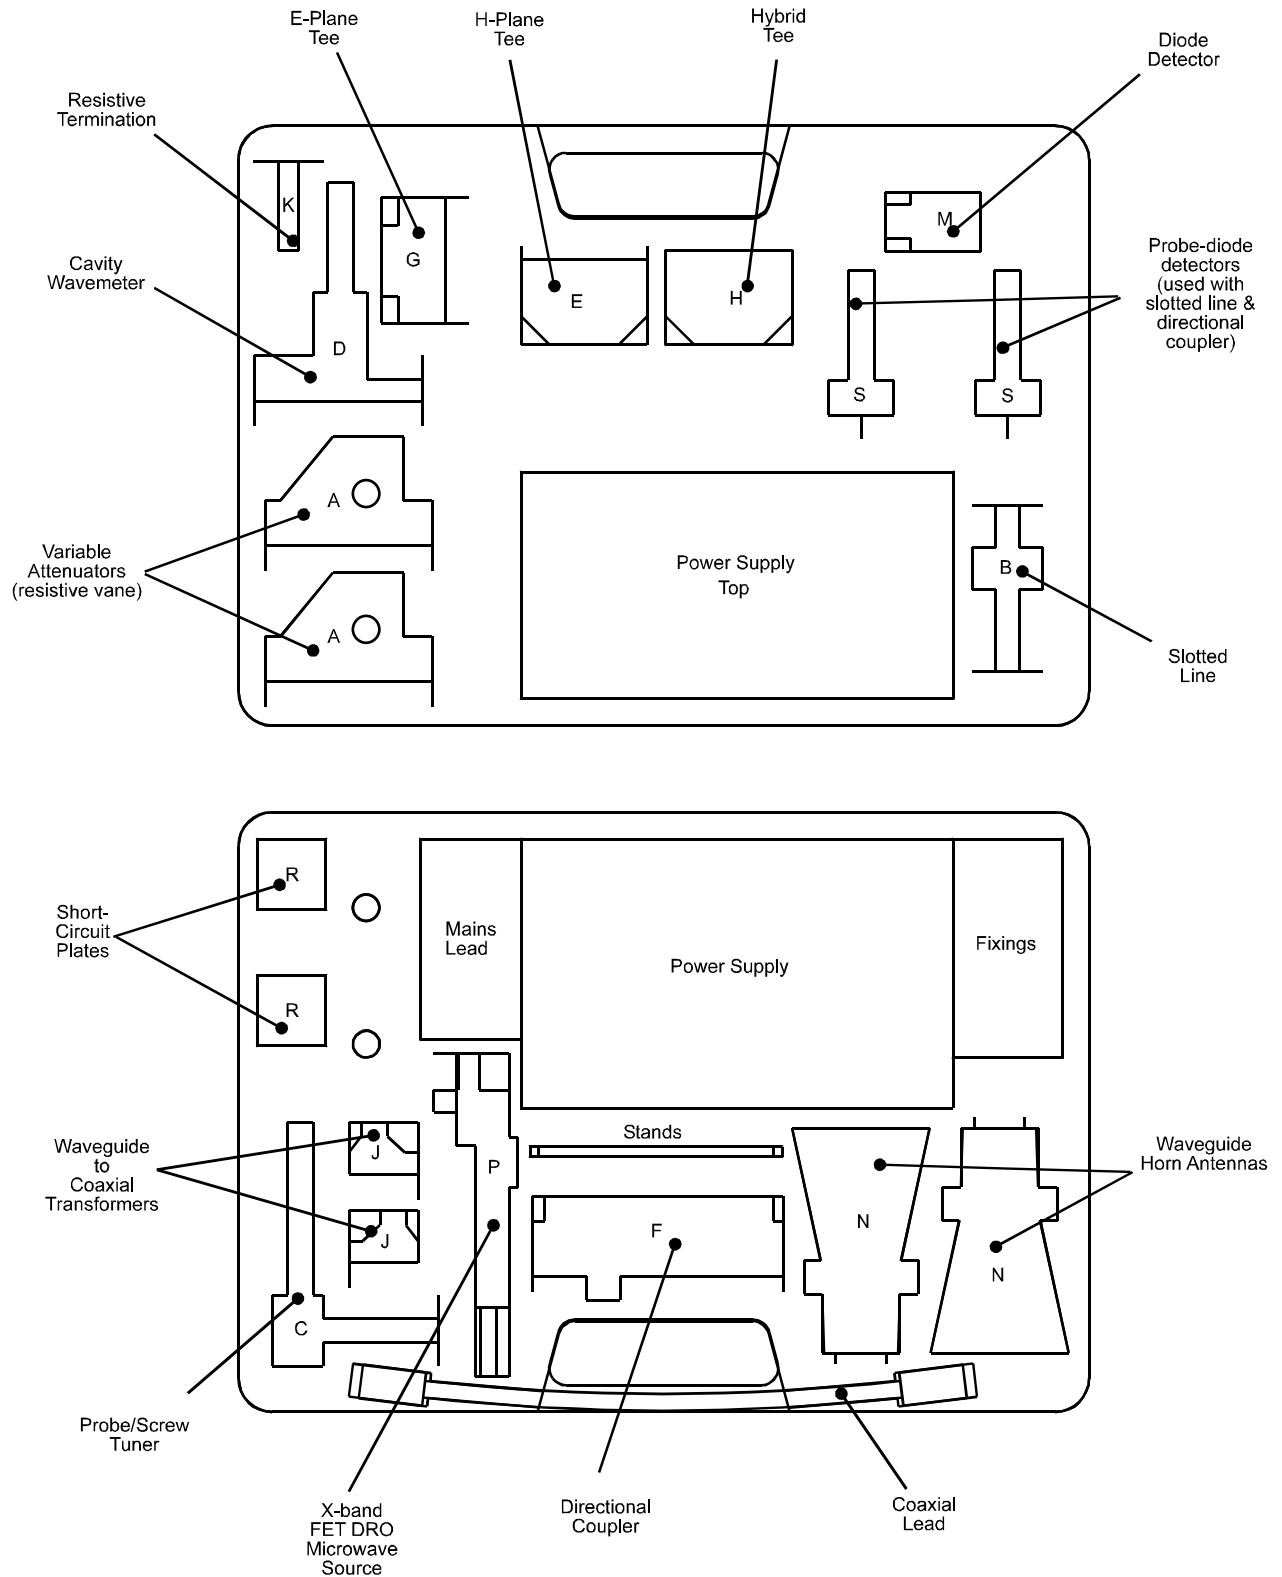 E-Plane
Tee
H-Plane
Tee
Hybrid
Tee
Diode
Detector
Resistive
Termination
K
G
M
Cavity
Wavemeter
E
H
Probe-diode
detectors
(used with
slotted line &
directional
coupler)
D
S
S
A
Variable
Attenuators
(resistive vane)
Power Supply
Top
B
A
Slotted
Line
R
Short-
Circuit
Plates
Mains
Lead
Power Supply
Fixings
R
Waveguide
to
Coaxial
Transformers
J
P
Stands
Waveguide
Horn Antennas
J
F
N
N
C
Probe/Screw
Tuner
X-band
FET DRO
Microwave
Source
Directional
Coupler
Coaxial
Lead